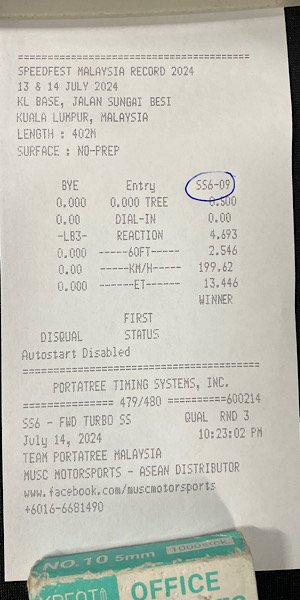 ========================================
SPEEDFEST MALAYSIA RECORD 2024
13 & 14 JULY 2024
KL BASE, JALAN SUNGAI BESI
KUALA LUMPUR, MALAYSIA
LENGTH : 402M
SURFACE : NO-PREP
BYE Entry SS6-09
0.000 0.000 TREE 0.500
0.00 DIAL-IN 0.00
-LB3- REACTION 4.693
0.000 -----60FT----- 2.546
0.00 -----KM/H----- 199.62
0.000 ------ET------ 13.446
WINNER
FIRST
DISQUAL STATUS
Autostart Disabled
========================================
PORTATREE TIMING SYSTEMS, INC.
=============== 479/480 ==========600214
SS6 - FWD TURBO SS QUAL RND 3
July 14, 2024 10:23:02 PM
TEAM PORTATREE MALAYSIA
MUSC MOTORSPORTS - ASEAN DISTRIBUTOR
www.facebook.com/muscmotorsports
+6016-6681490
NO.10 5mm 1000stak
OFFICE